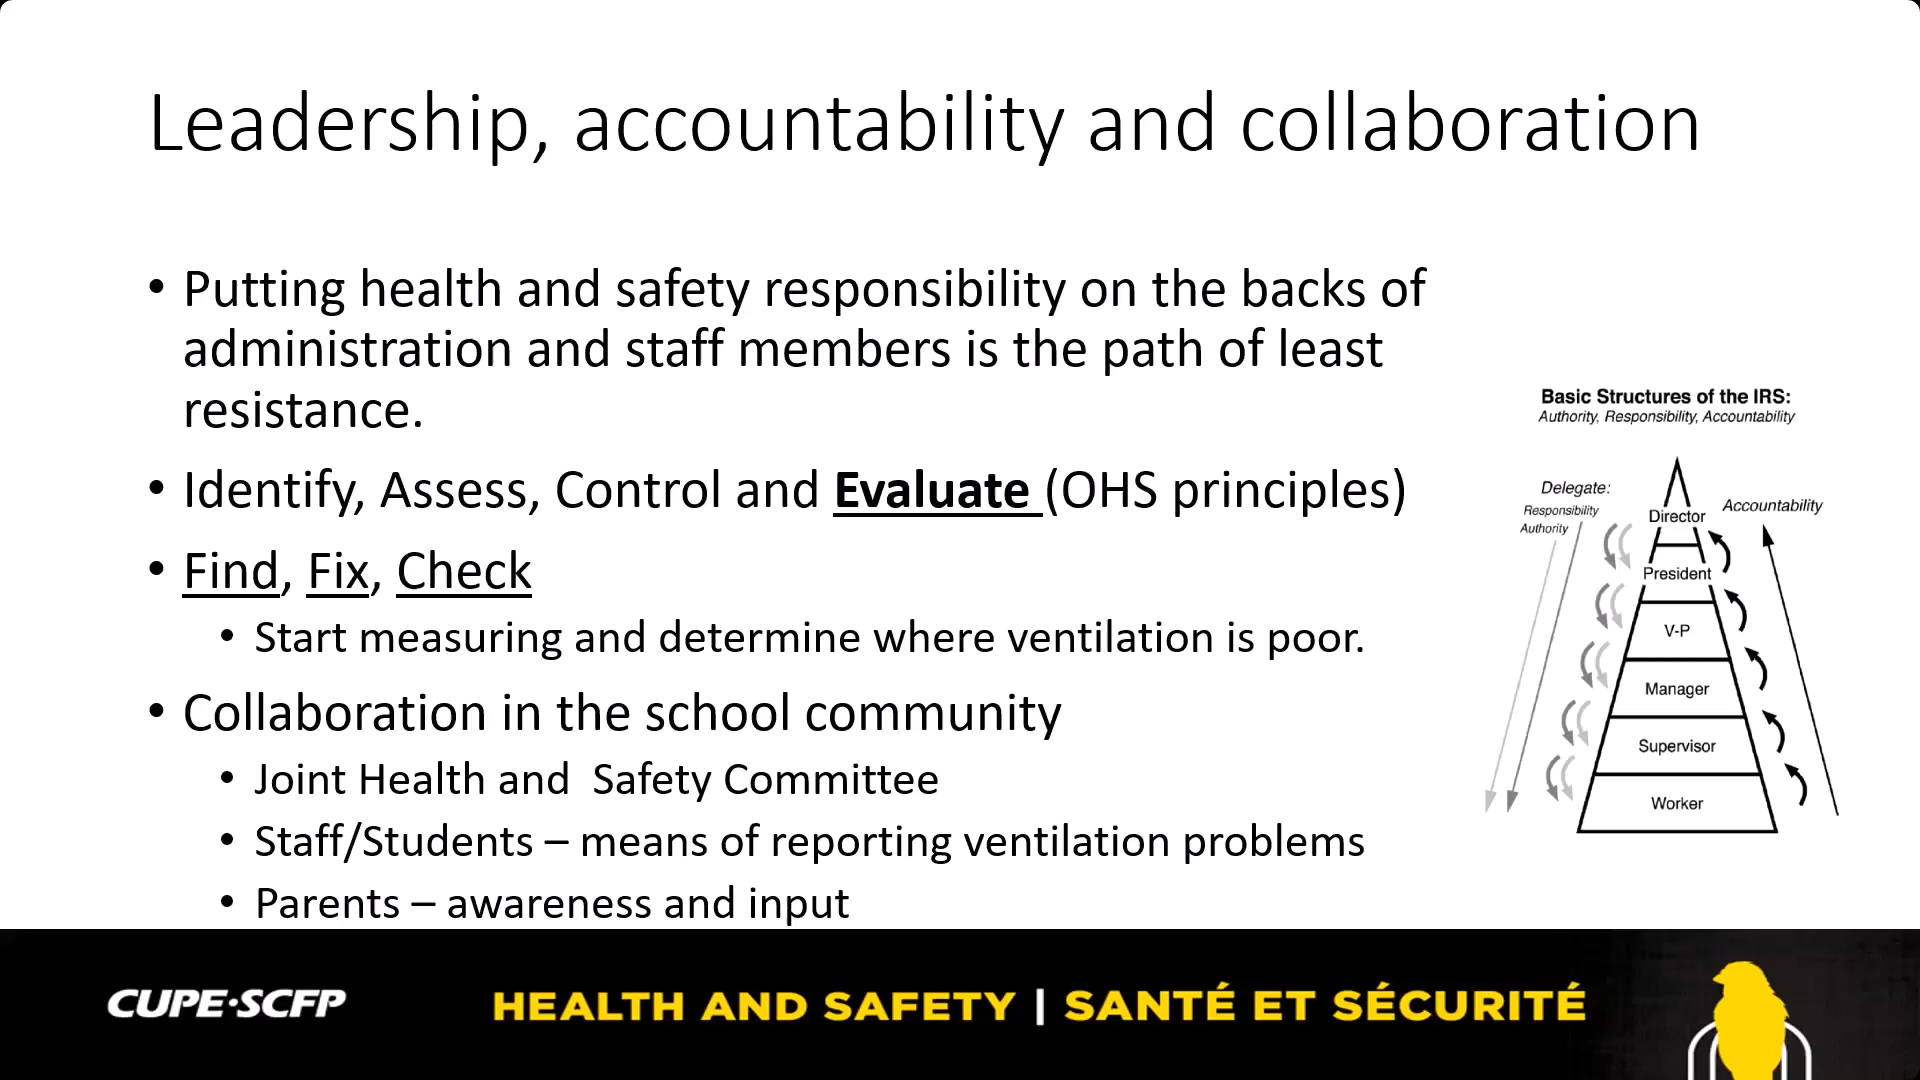 Leadership, accountability and collaboration
• Putting health and safety responsibility on the backs of
administration and staff members is the path of least
resistance.
• Identify, Assess, Control and Evaluate (OHS principles)
• Find, Fix, Check
• Start measuring and determine where ventilation is poor.
• Collaboration in the school community
• Joint Health and  Safety Committee
• Staff/Students – means of reporting ventilation problems
• Parents – awareness and input
Basic Structures of the IRS:
Authority, Responsibility, Accountability
Delegate:
Responsibility
Authority
Accountability
Director
President
V-P
Manager
Supervisor
Worker
CUPE·SCFP
HEALTH AND SAFETY | SANTÉ ET SÉCURITÉ